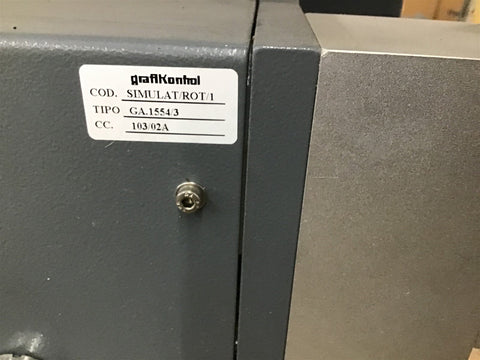 grafikontrol
COD. SIMULAT/ROT/1
TIPO GA.1554/3
CC. 103/02A